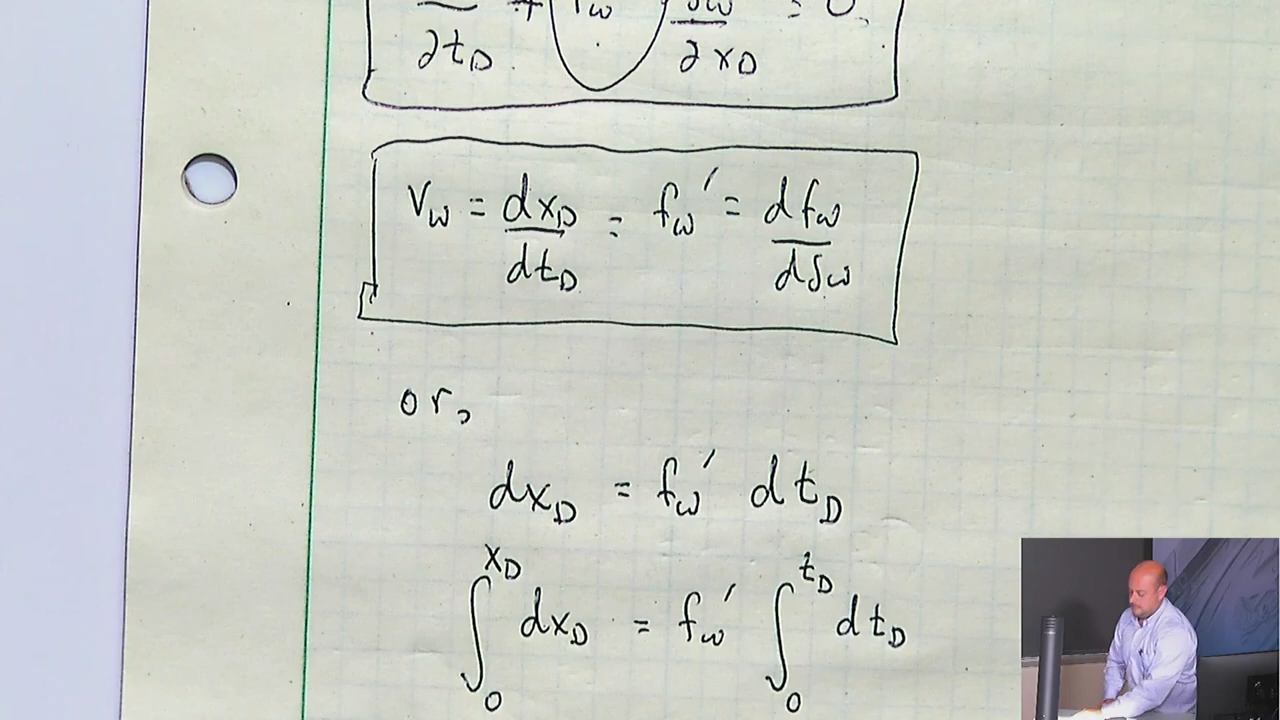 ∂t_D + f_w' ∂x_D = 0,
v_w = dx_D/dt_D = f_w' = df_w/dS_w
or,
dx_D = f_w' dt_D
∫_0^{x_D} dx_D = f_w' ∫_0^{t_D} dt_D